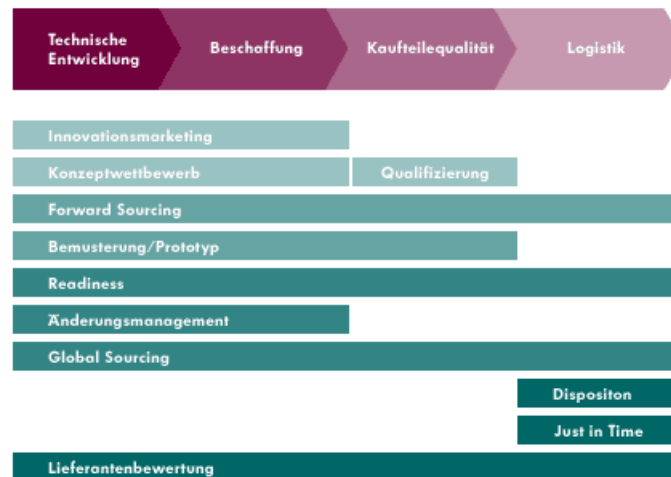 Technische
Entwicklung
Beschaffung
Kaufteilequalität
Logistik
Innovationsmarketing
Konzeptwettbewerb
Qualifizierung
Forward Sourcing
Bemusterung/Prototyp
Readiness
Änderungsmanagement
Global Sourcing
Dispositon
Just in Time
Lieferantenbewertung